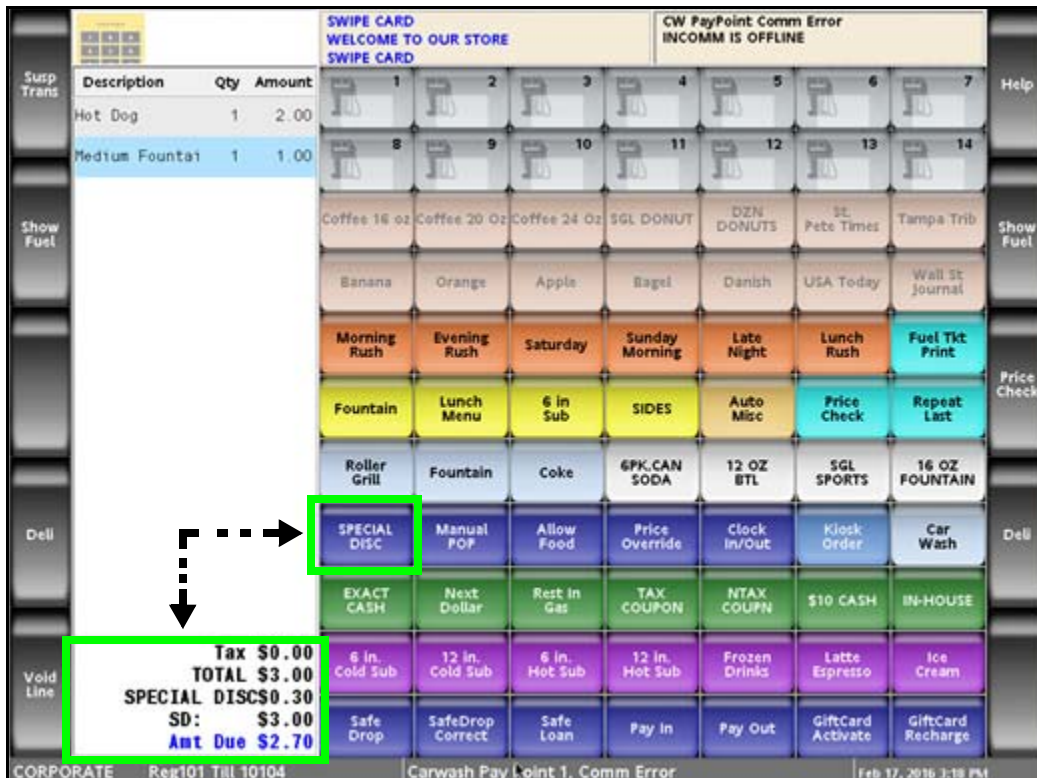 SWIPE CARD
WELCOME TO OUR STORE
SWIPE CARD
CW PayPoint Comm Error
INCOMM IS OFFLINE
Susp
Trans
Description Qty Amount
Hot Dog 1 2.00
Medium Fountai 1 1.00
1 2 3 4 5 6 7
Help
8 9 10 11 12 13 14
Show
Fuel
Coffee 16 oz
Coffee 20 Oz
Coffee 24 Oz
SGL DONUT
DZN
DONUTS
St.
Pete Times
Tampa Trib
Show
Fuel
Banana
Orange
Apple
Bagel
Danish
USA Today
Wall St
Journal
Morning
Rush
Evening
Rush
Saturday
Sunday
Morning
Late
Night
Lunch
Rush
Fuel Tkt
Print
Price
Check
Fountain
Lunch
Menu
6 in
Sub
SIDES
Auto
Misc
Price
Check
Repeat
Last
Roller
Grill
Fountain
Coke
6PK.CAN
SODA
12 OZ
BTL
SGL
SPORTS
16 OZ
FOUNTAIN
Deli
SPECIAL
DISC
Manual
POP
Allow
Food
Price
Override
Clock
In/Out
Kiosk
Order
Car
Wash
Deli
EXACT
CASH
Next
Dollar
Rest In
Gas
TAX
COUPON
NTAX
COUPN
$10 CASH
IN-HOUSE
Void
Line
Tax $0.00
TOTAL $3.00
SPECIAL DISC$0.30
SD: $3.00
Amt Due $2.70
6 in.
Cold Sub
12 in.
Cold Sub
6 in.
Hot Sub
12 in.
Hot Sub
Frozen
Drinks
Latte
Espresso
Ice
Cream
Safe
Drop
SafeDrop
Correct
Safe
Loan
Pay In
Pay Out
GiftCard
Activate
GiftCard
Recharge
CORPORATE Reg101 Till 10104 Carwash Pay Point 1, Comm Error Feb 17, 2016 3:18 PM